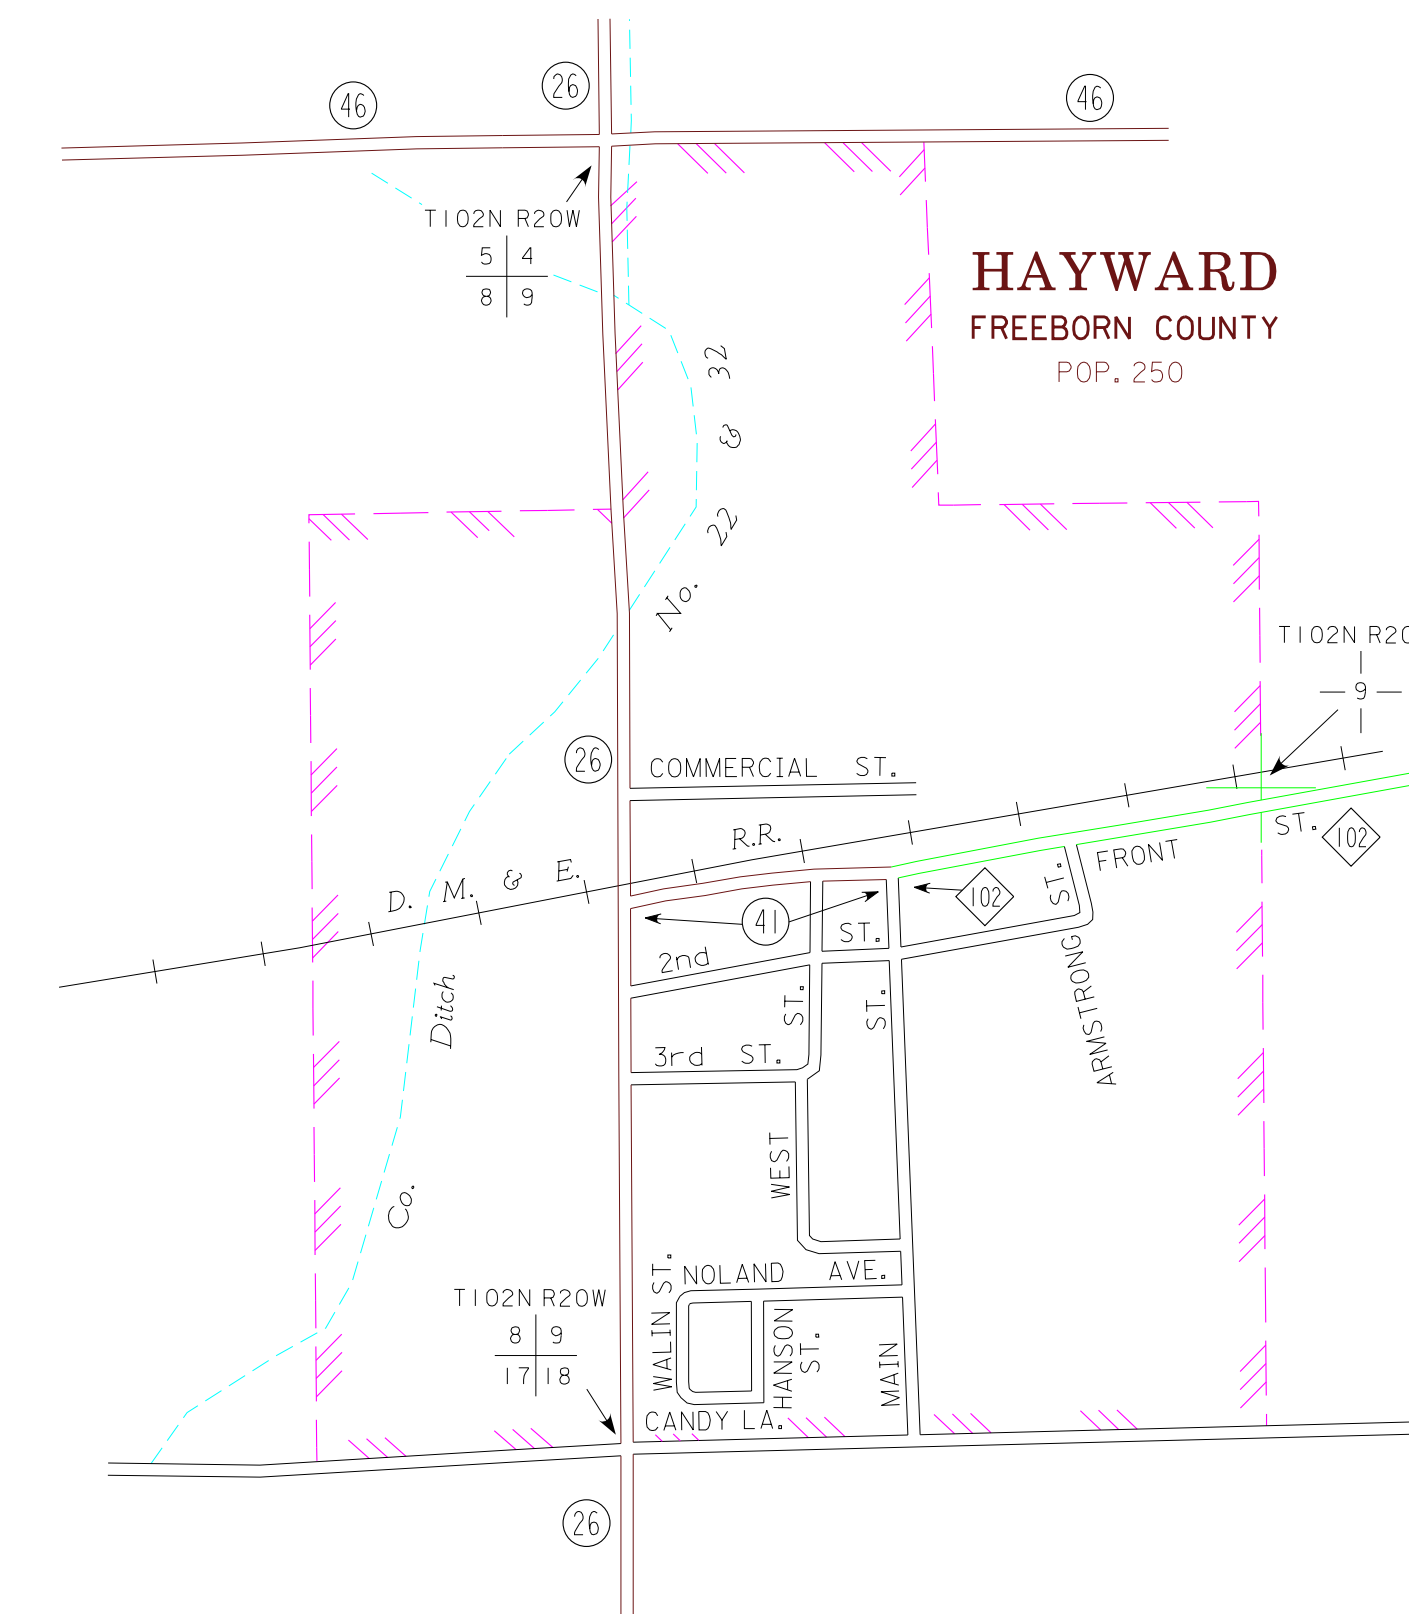 26
46
46
T102N R20W
5 4
8 9
HAYWARD
FREEBORN COUNTY
POP. 250
T102N R20
9
26
COMMERCIAL ST.
Co. Ditch No. 22 & 32
D. M. & E. R.R.
FRONT ST.
102
102
41
2nd ST.
ARMSTRONG ST.
3rd ST.
WEST ST.
MAIN ST.
NOLAND AVE.
WALIN ST.
HANSON ST.
CANDY LA.
T102N R20W
8 9
17 18
26